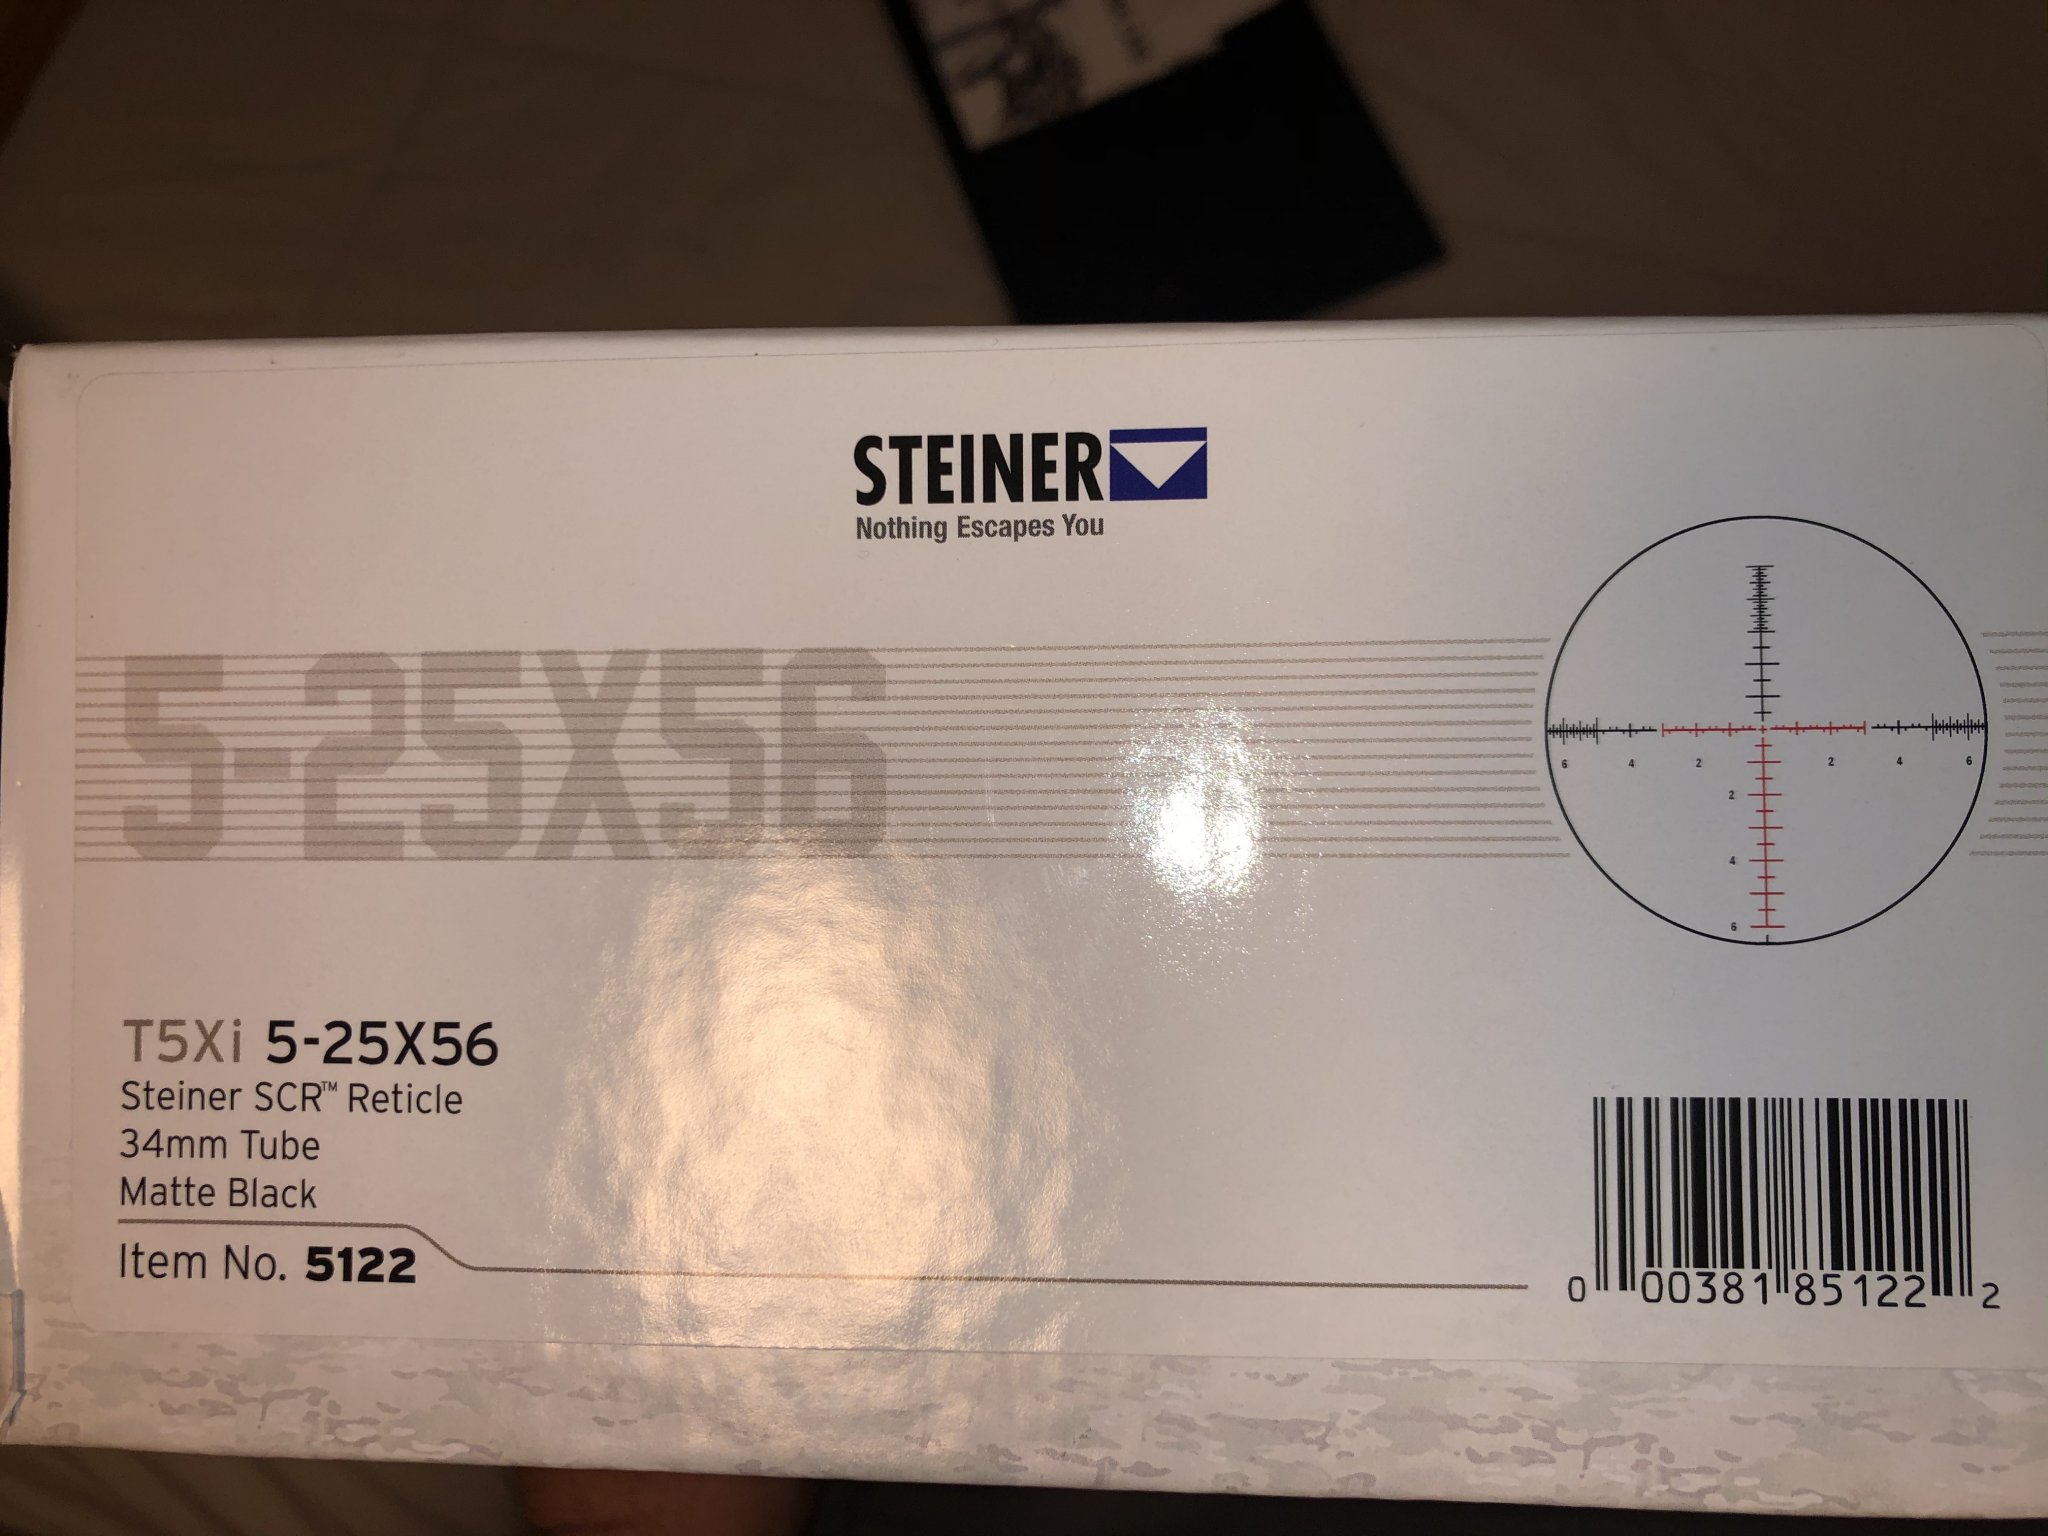 STEINER
Nothing Escapes You
5-25X56
6 4 2 2 4 6
2
4
6
T5Xi 5-25X56
Steiner SCR™ Reticle
34mm Tube
Matte Black
Item No. 5122
0 00381 85122 2